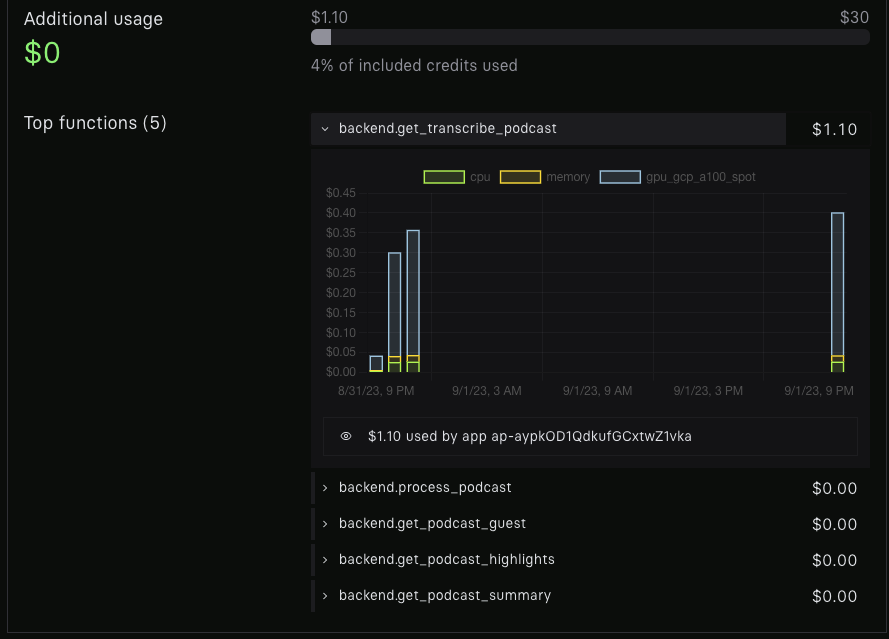 Additional usage
$0
$1.10 $30
4% of included credits used
Top functions (5)
backend.get_transcribe_podcast $1.10
cpu memory gpu_gcp_a100_spot
$0.45
$0.40
$0.35
$0.30
$0.25
$0.20
$0.15
$0.10
$0.05
$0.00
8/31/23, 9 PM 9/1/23, 3 AM 9/1/23, 9 AM 9/1/23, 3 PM 9/1/23, 9 PM
$1.10 used by app ap-aypkOD1QdkufGCxtwZ1vka
backend.process_podcast $0.00
backend.get_podcast_guest $0.00
backend.get_podcast_highlights $0.00
backend.get_podcast_summary $0.00